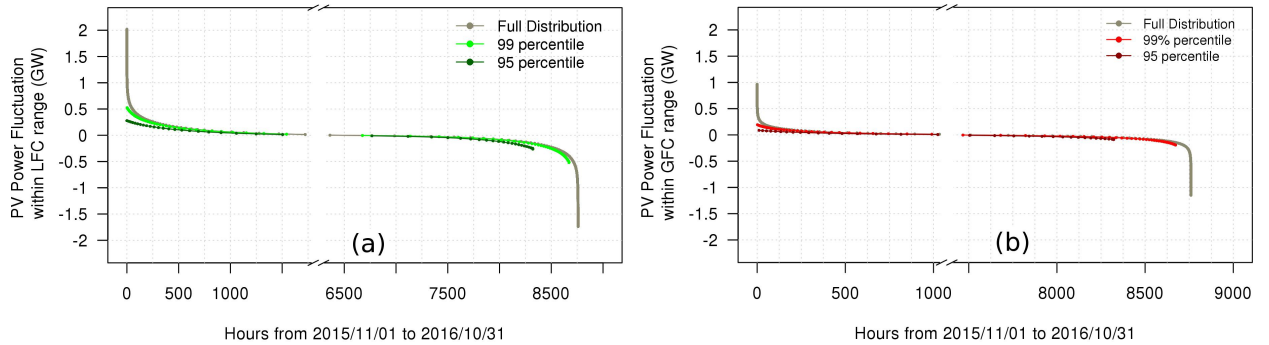 PV Power Fluctuation
within LFC range (GW)
2
1.5
1
0.5
0
-0.5
-1
-1.5
-2
Full Distribution
99 percentile
95 percentile
(a)
0 500 1000 6500 7500 8500
Hours from 2015/11/01 to 2016/10/31
PV Power Fluctuation
within GFC range (GW)
2
1.5
1
0.5
0
-0.5
-1
-1.5
-2
Full Distribution
99% percentile
95 percentile
(b)
0 500 1000 8000 8500 9000
Hours from 2015/11/01 to 2016/10/31